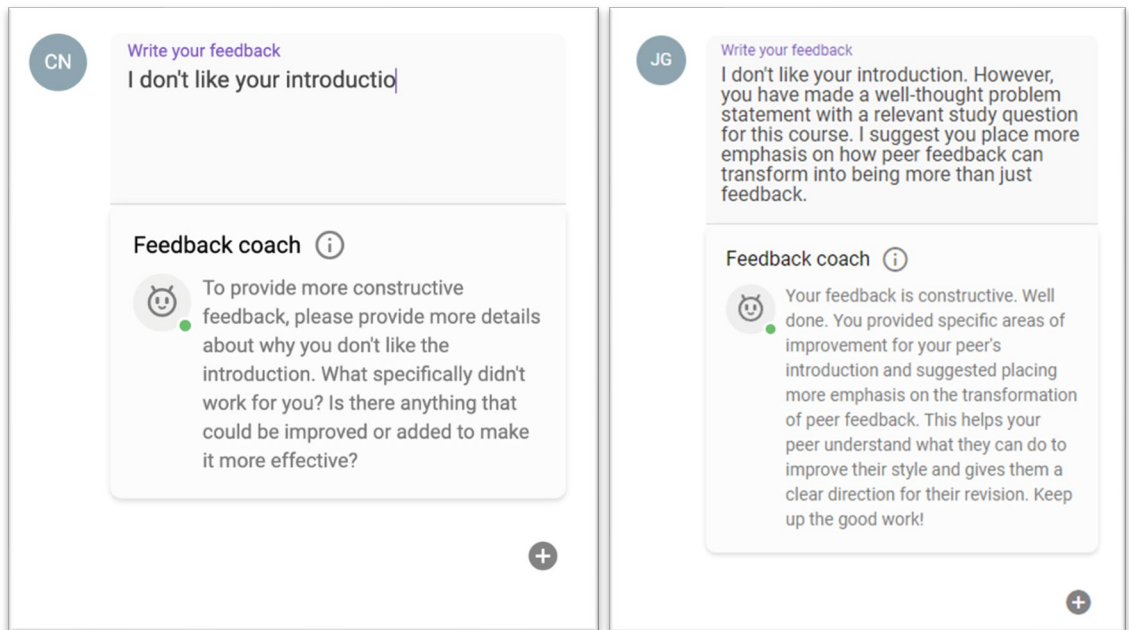 CN
Write your feedback
I don't like your introductio
Feedback coach
To provide more constructive
feedback, please provide more details
about why you don't like the
introduction. What specifically didn't
work for you? Is there anything that
could be improved or added to make
it more effective?
JG
Write your feedback
I don't like your introduction. However,
you have made a well-thought problem
statement with a relevant study question
for this course. I suggest you place more
emphasis on how peer feedback can
transform into being more than just
feedback.
Feedback coach
Your feedback is constructive. Well
done. You provided specific areas of
improvement for your peer's
introduction and suggested placing
more emphasis on the transformation
of peer feedback. This helps your
peer understand what they can do to
improve their style and gives them a
clear direction for their revision. Keep
up the good work!